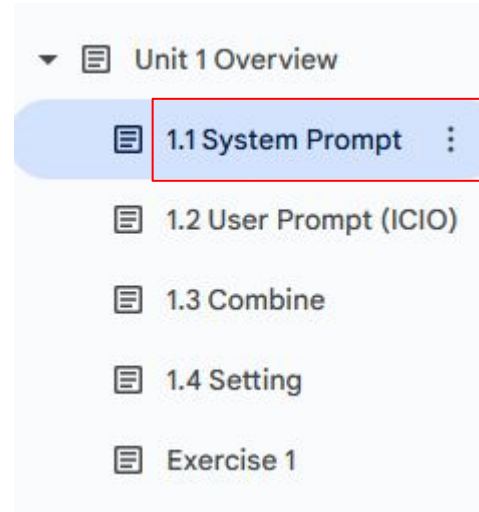 Unit 1 Overview
1.1 System Prompt
1.2 User Prompt (ICIO)
1.3 Combine
1.4 Setting
Exercise 1